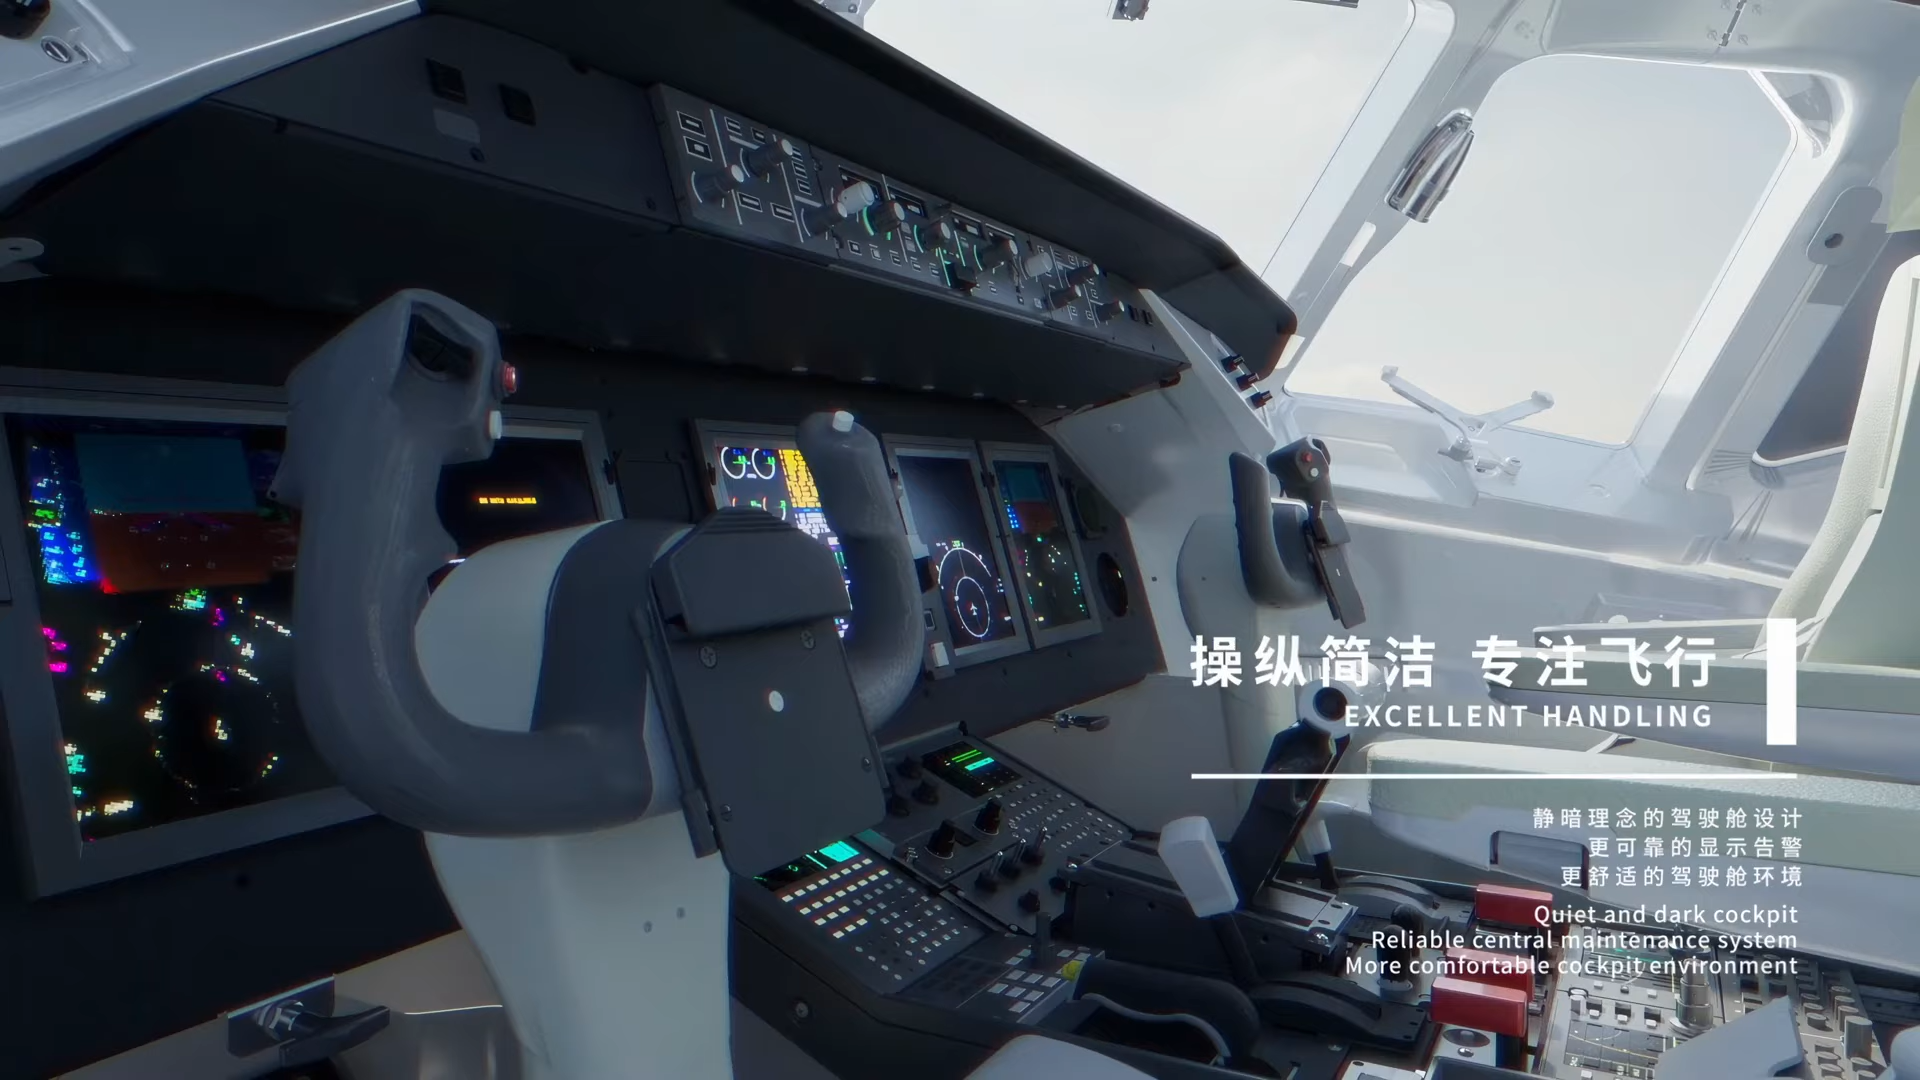 操纵简洁 专注飞行
EXCELLENT HANDLING
静暗理念的驾驶舱设计
更可靠的显示告警
更舒适的驾驶舱环境
Quiet and dark cockpit
Reliable central maintenance system
More comfortable cockpit environment